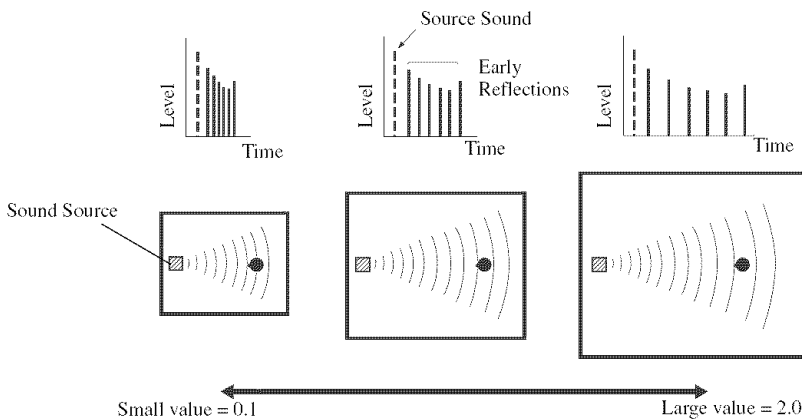 Source Sound
Early
Reflections
Level
Time
Level
Time
Level
Time
Sound Source
Small value = 0.1
Large value = 2.0